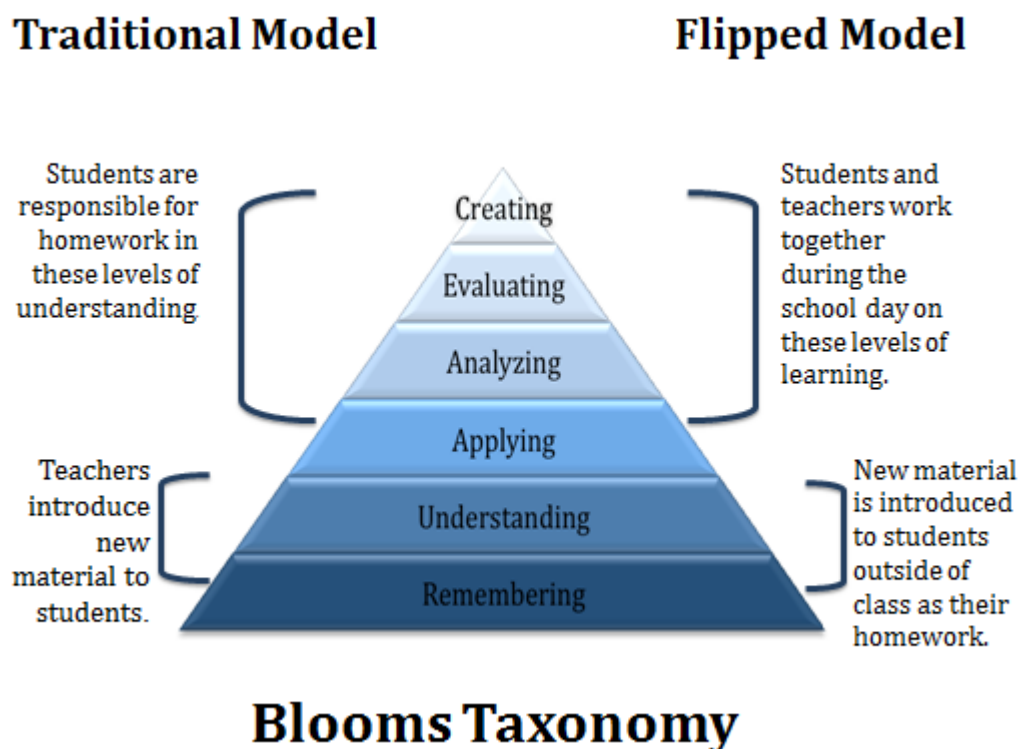 Traditional Model
Flipped Model
Students are
responsible for
homework in
these levels of
understanding
Creating
Evaluating
Analyzing
Applying
Understanding
Remembering
Students and
teachers work
together
during the
school day on
these levels of
learning.
Teachers
introduce
new
material to
students.
New material
is introduced
to students
outside of
class as their
homework.
Blooms Taxonomy